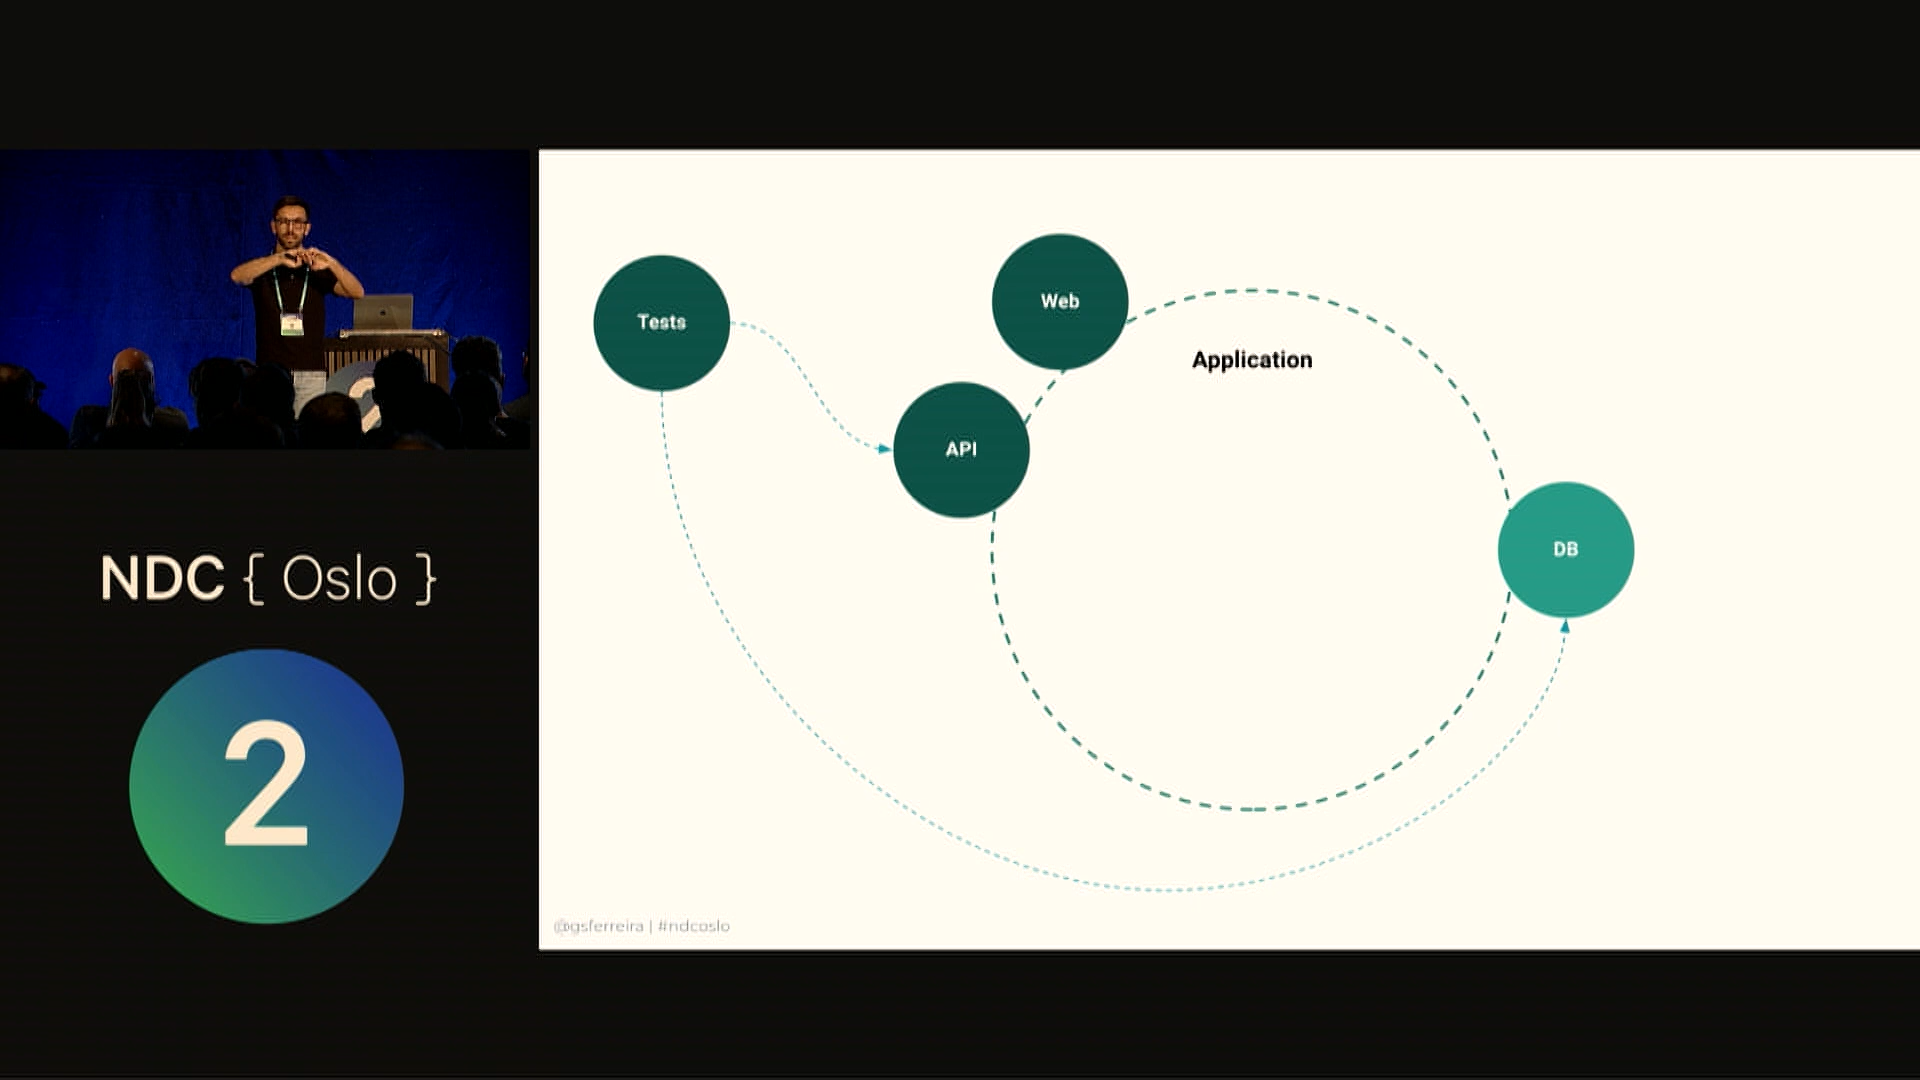 Tests
Web
Application
API
DB
NDC { Oslo }
2
@gsferreira | #ndcoslo